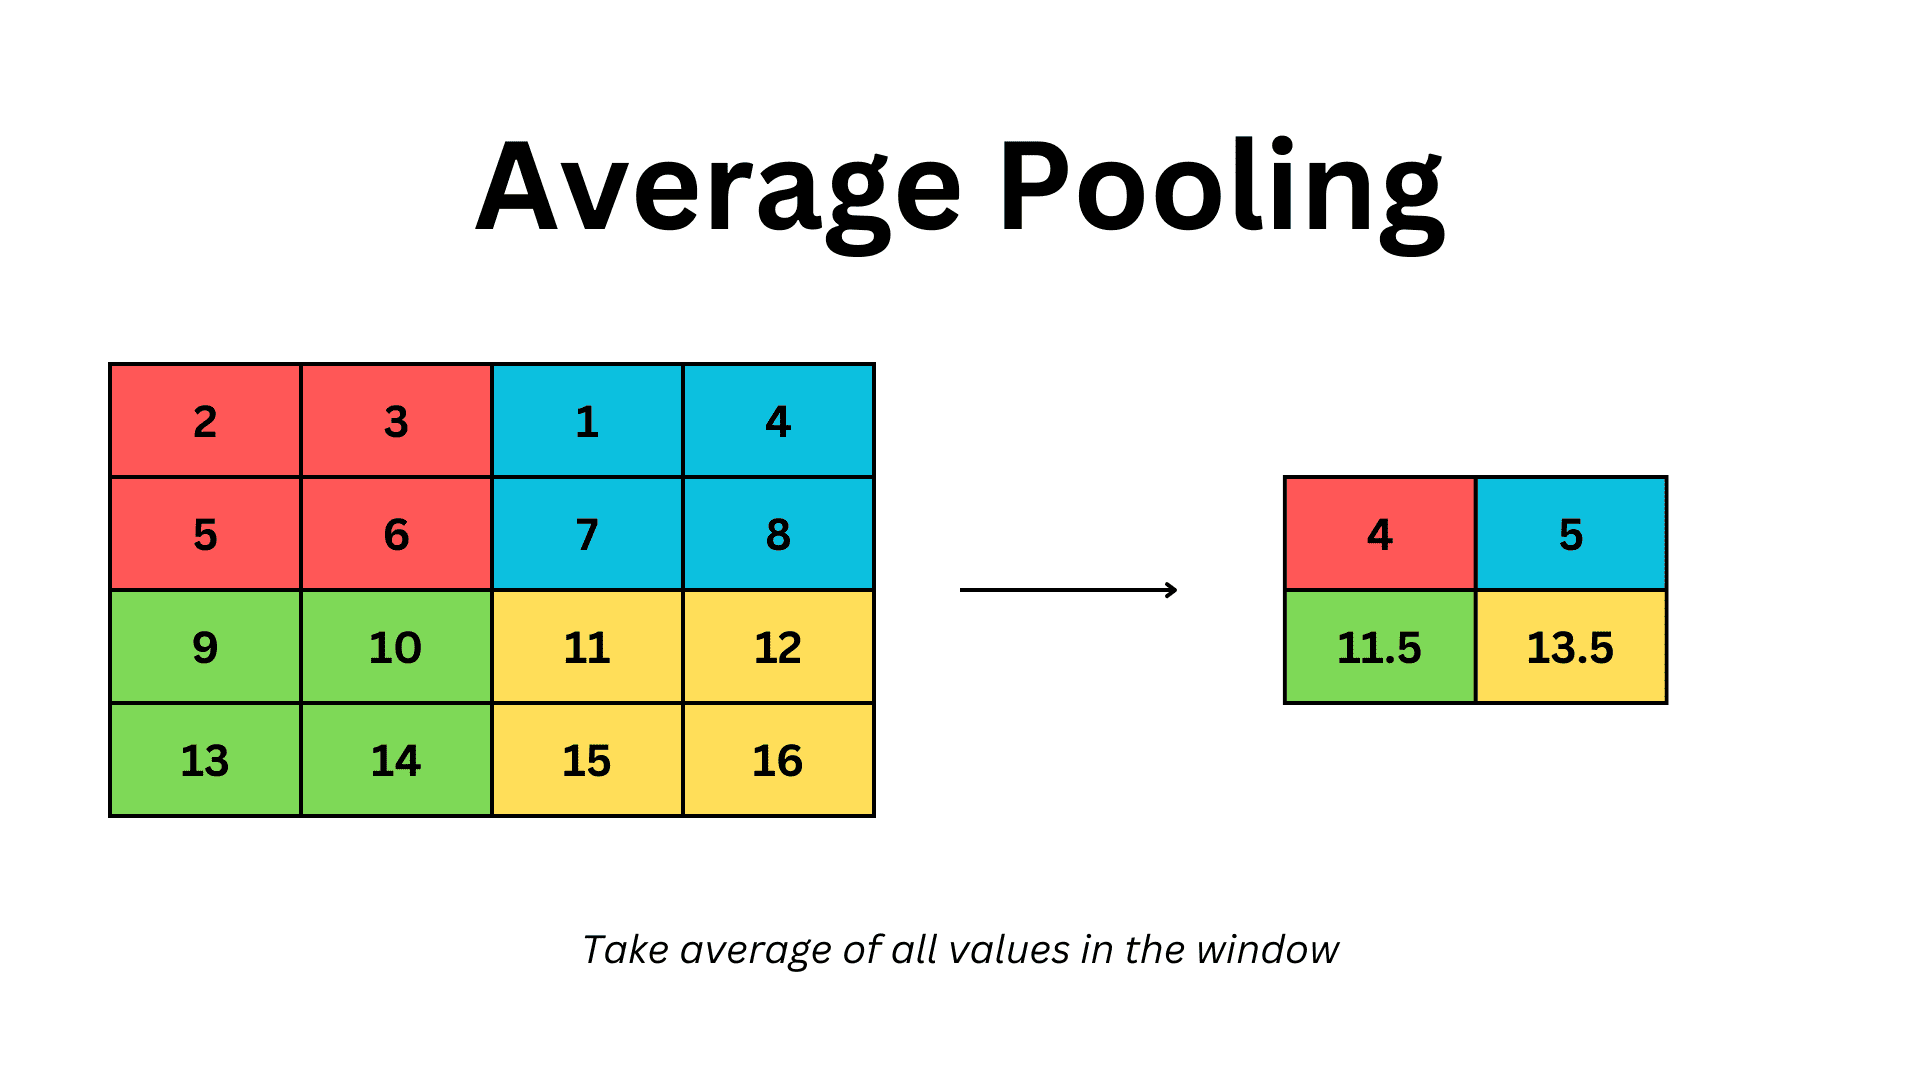 Average Pooling
2 3 1 4
5 6 7 8
9 10 11 12
13 14 15 16
4 5
11.5 13.5
Take average of all values in the window